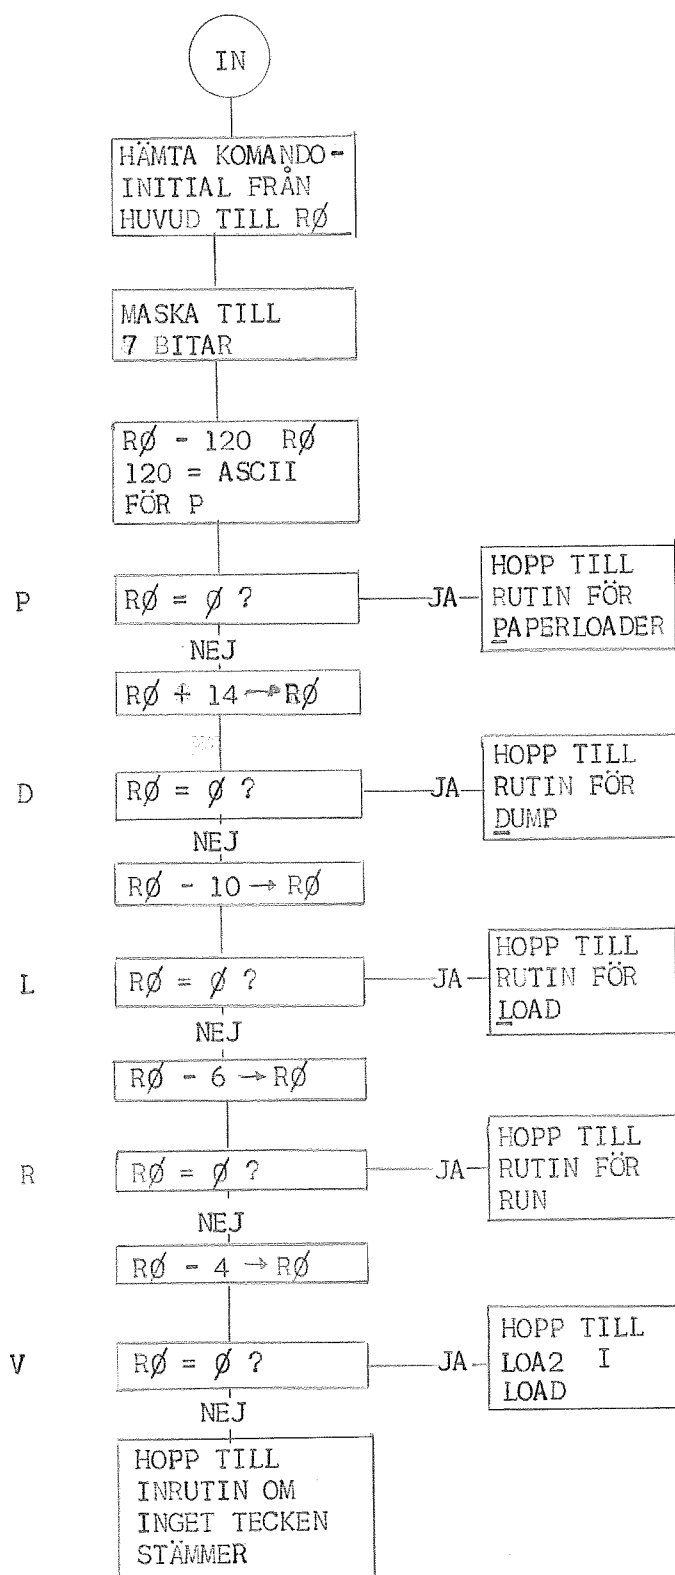 IN
HÄMTA KOMANDO-
INITIAL FRÅN
HUVUD TILL RØ
MASKA TILL
7 BITAR
RØ - 120 RØ
120 = ASCII
FÖR P
P
RØ = Ø ?
JA
HOPP TILL
RUTIN FÖR
PAPERLOADER
NEJ
RØ + 14 → RØ
D
RØ = Ø ?
JA
HOPP TILL
RUTIN FÖR
DUMP
NEJ
RØ - 10 → RØ
L
RØ = Ø ?
JA
HOPP TILL
RUTIN FÖR
LOAD
NEJ
RØ - 6 → RØ
R
RØ = Ø ?
JA
HOPP TILL
RUTIN FÖR
RUN
NEJ
RØ - 4 → RØ
V
RØ = Ø ?
JA
HOPP TILL
LOA2 I
LOAD
NEJ
HOPP TILL
INRUTIN OM
INGET TECKEN
STÄMMER